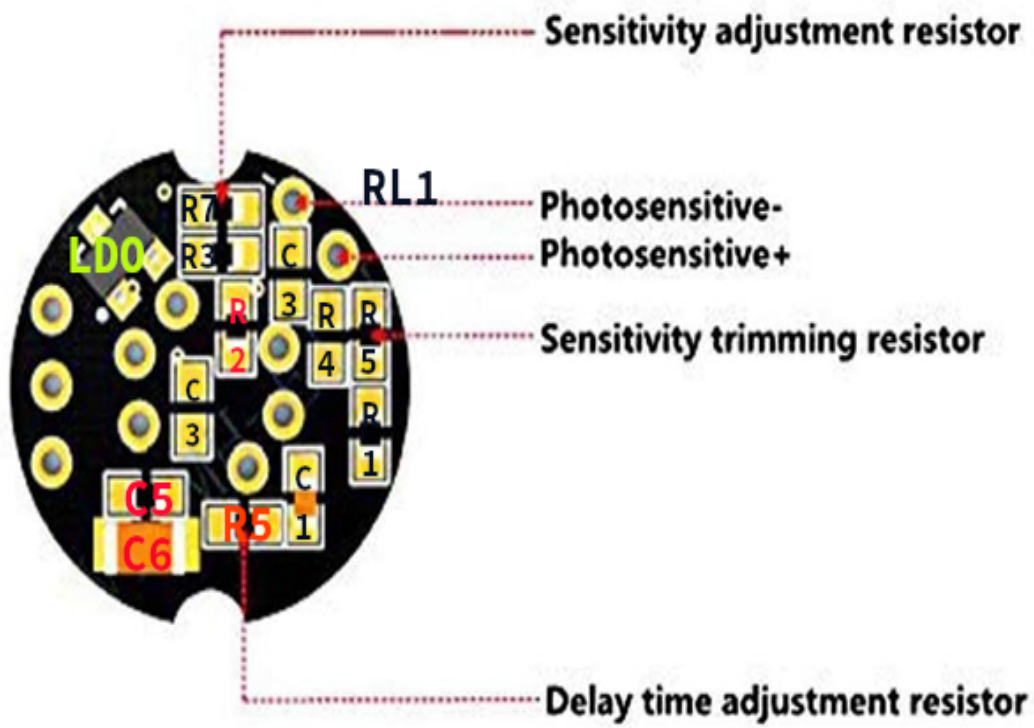 Sensitivity adjustment resistor
RL1
Photosensitive-
R7
LDO
R3
C
Photosensitive+
3
R
R
R
Sensitivity trimming resistor
2
4
5
C
R
3
1
C
C5
R5
1
C6
Delay time adjustment resistor